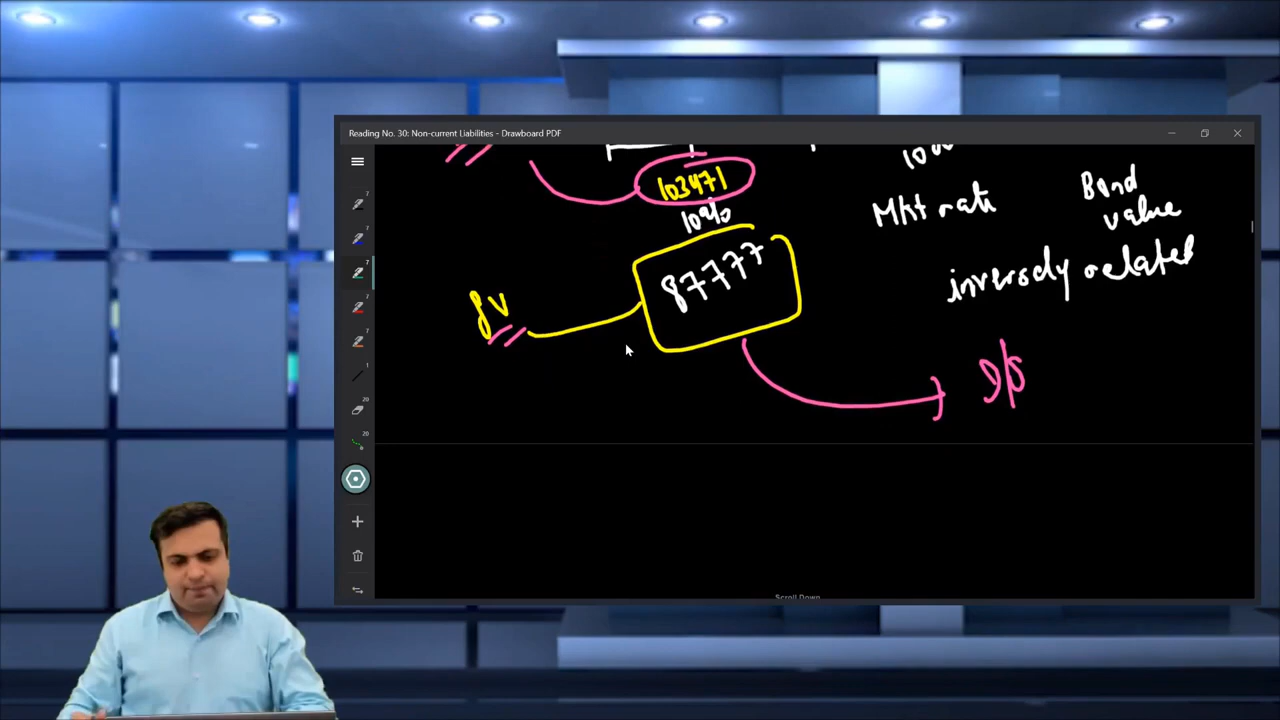 Reading No. 30: Non-current Liabilities - Drawboard PDF
103471
10%
Mkt rate
Bond value
inversely related
87777
Scroll Down